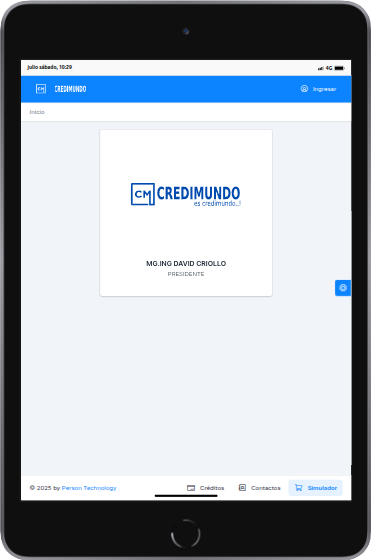 julio sábado, 10:29
4G
CM CREDIMUNDO
Ingresar
Inicio
CM CREDIMUNDO
es credimundo..!
MG.ING DAVID CRIOLLO
PRESIDENTE
© 2025 by Person Technology
Créditos
Contactos
Simulador